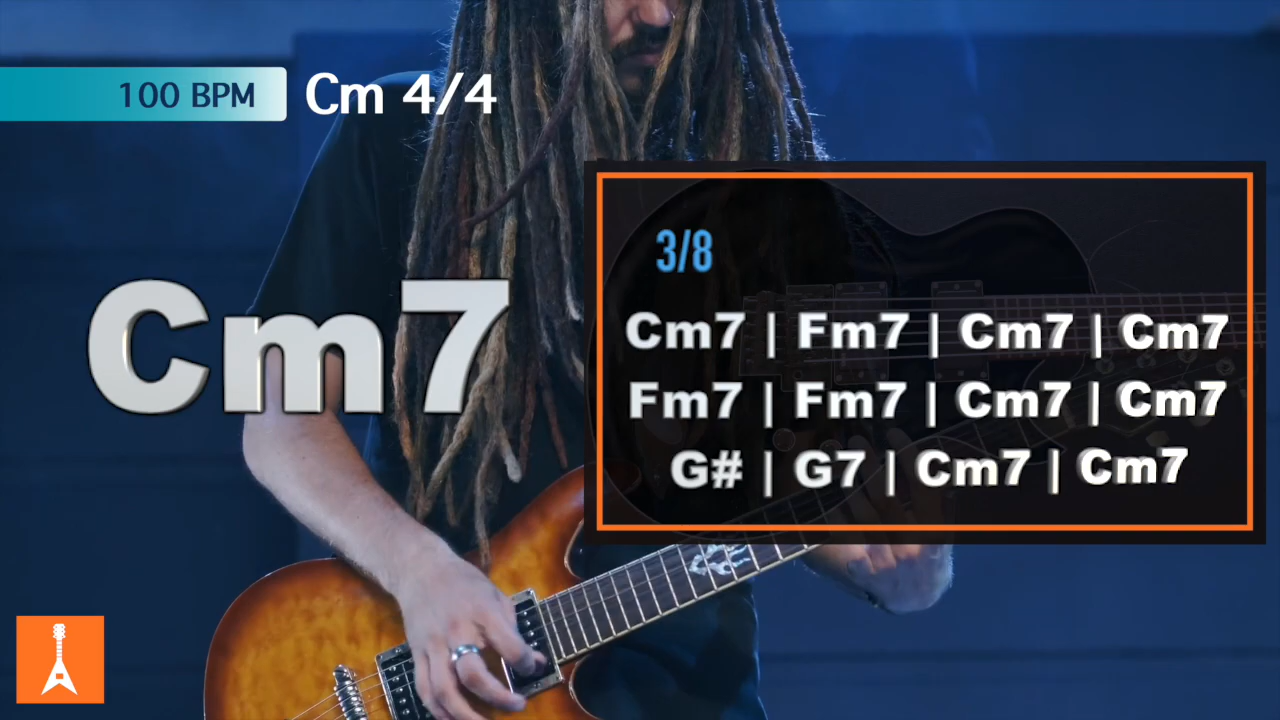 100 BPM
Cm 4/4
Cm7
3/8
Cm7 | Fm7 | Cm7 | Cm7
Fm7 | Fm7 | Cm7 | Cm7
G# | G7 | Cm7 | Cm7